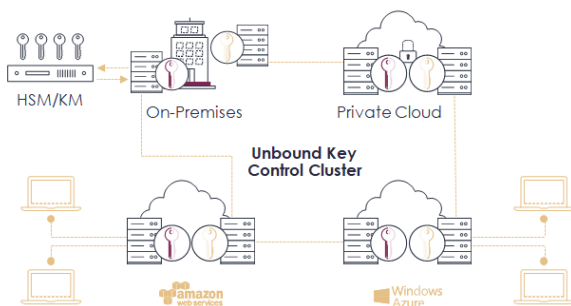 HSM/KM
On-Premises
Private Cloud
Unbound Key
Control Cluster
amazon
web services
Windows
Azure